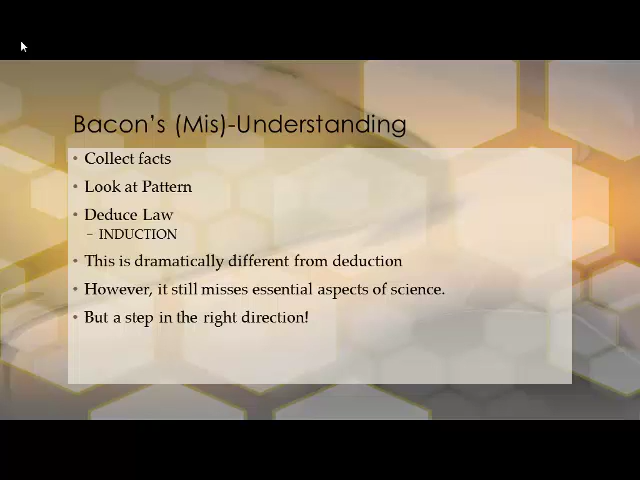 Bacon's (Mis)-Understanding
• Collect facts
• Look at Pattern
• Deduce Law
– INDUCTION
• This is dramatically different from deduction
• However, it still misses essential aspects of science.
• But a step in the right direction!